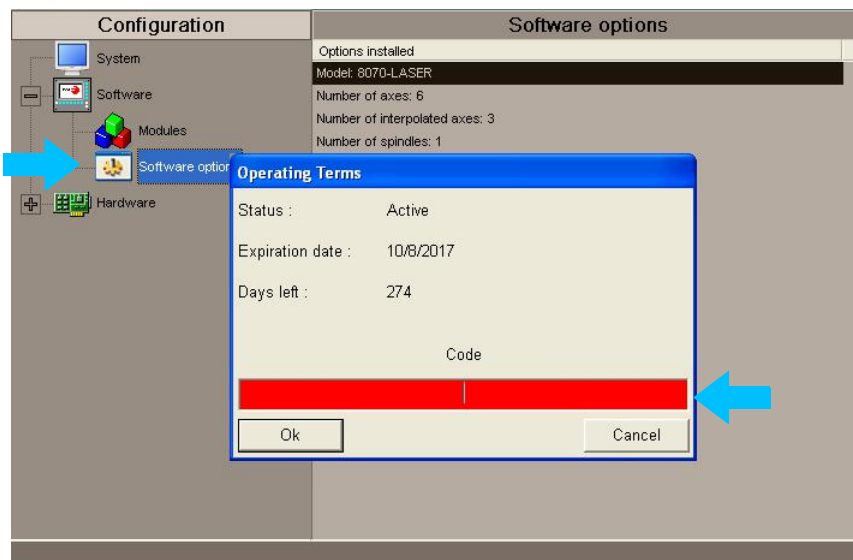 Configuration
Software options
System
Software
Modules
Software option
Hardware
Options installed
Model: 8070-LASER
Number of axes: 6
Number of interpolated axes: 3
Number of spindles: 1
Operating Terms
Status : Active
Expiration date : 10/8/2017
Days left : 274
Code
Ok Cancel